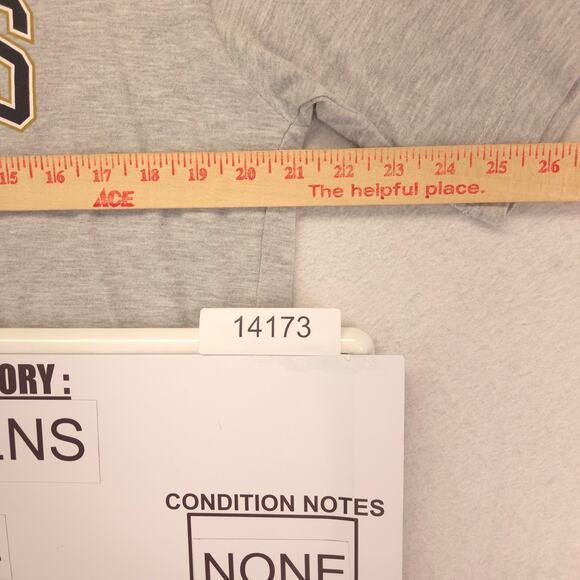 15 16 17 18 19 20 21 22 23 24 25 26
ACE The helpful place.
14173
ORY :
ENS
CONDITION NOTES
NONE